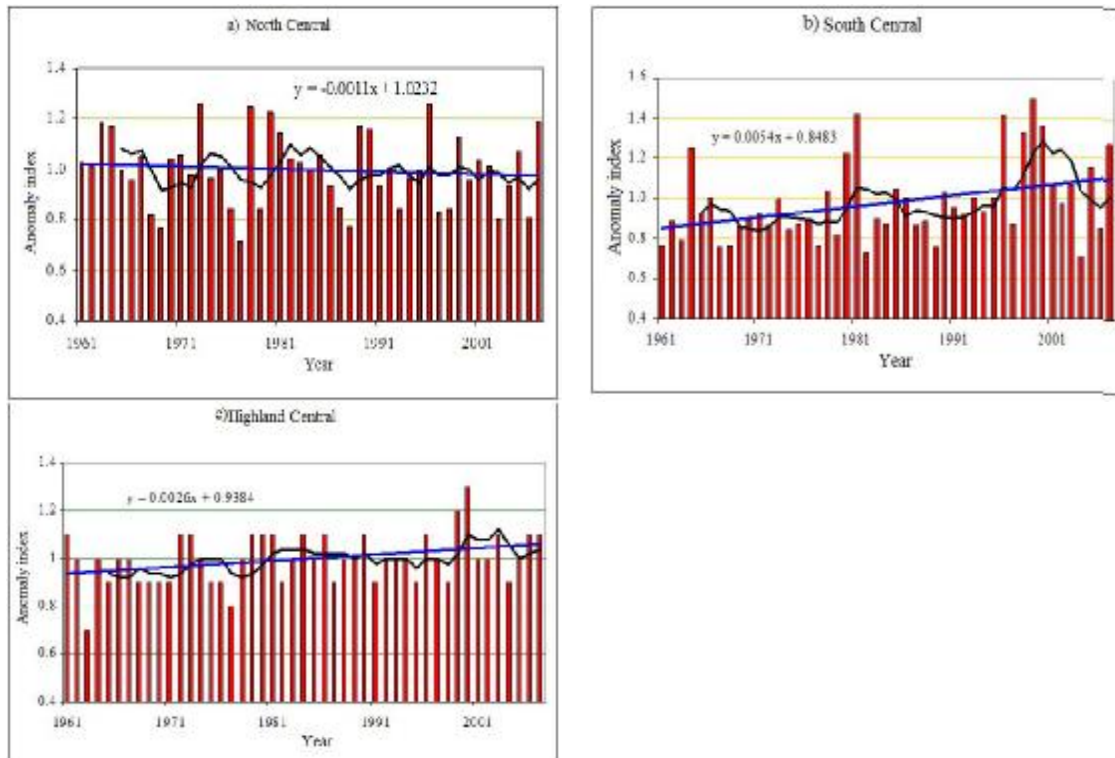 a) North Central
y = -0.0011x + 1.0232
Anomaly index
1.4
1.2
1.0
0.8
0.6
0.4
1961
1971
1981
1991
2001
Year
b) South Central
y = 0.0054x + 0.8483
Anomaly index
1.6
1.4
1.2
1.0
0.8
0.4
1961
1971
1981
1991
2001
Year
c)Highland Central
y = 0.0026x + 0.9384
Anomaly index
1.4
1.2
1
0.8
0.6
0.4
1961
1971
1981
1991
2001
Year